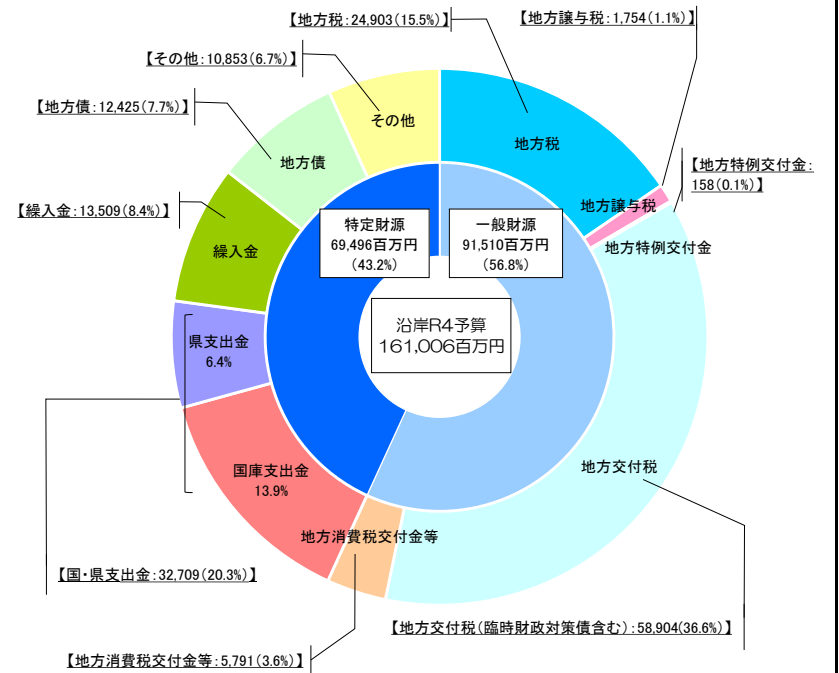 【地方税：24,903（15.5%）】
【地方譲与税：1,754（1.1%）】
【その他：10,853（6.7%）】
【地方債：12,425（7.7%）】
その他
地方税
地方債
【地方特例交付金：
158（0.1%）】
【繰入金：13,509（8.4%）】
地方譲与税
特定財源
69,496百万円
（43.2%）
一般財源
91,510百万円
（56.8%）
繰入金
地方特例交付金
沿岸R4予算
161,006百万円
県支出金
6.4%
国庫支出金
13.9%
地方交付税
地方消費税交付金等
【国・県支出金：32,709（20.3%）】
【地方交付税（臨時財政対策債含む）：58,904（36.6%）】
【地方消費税交付金等：5,791（3.6%）】